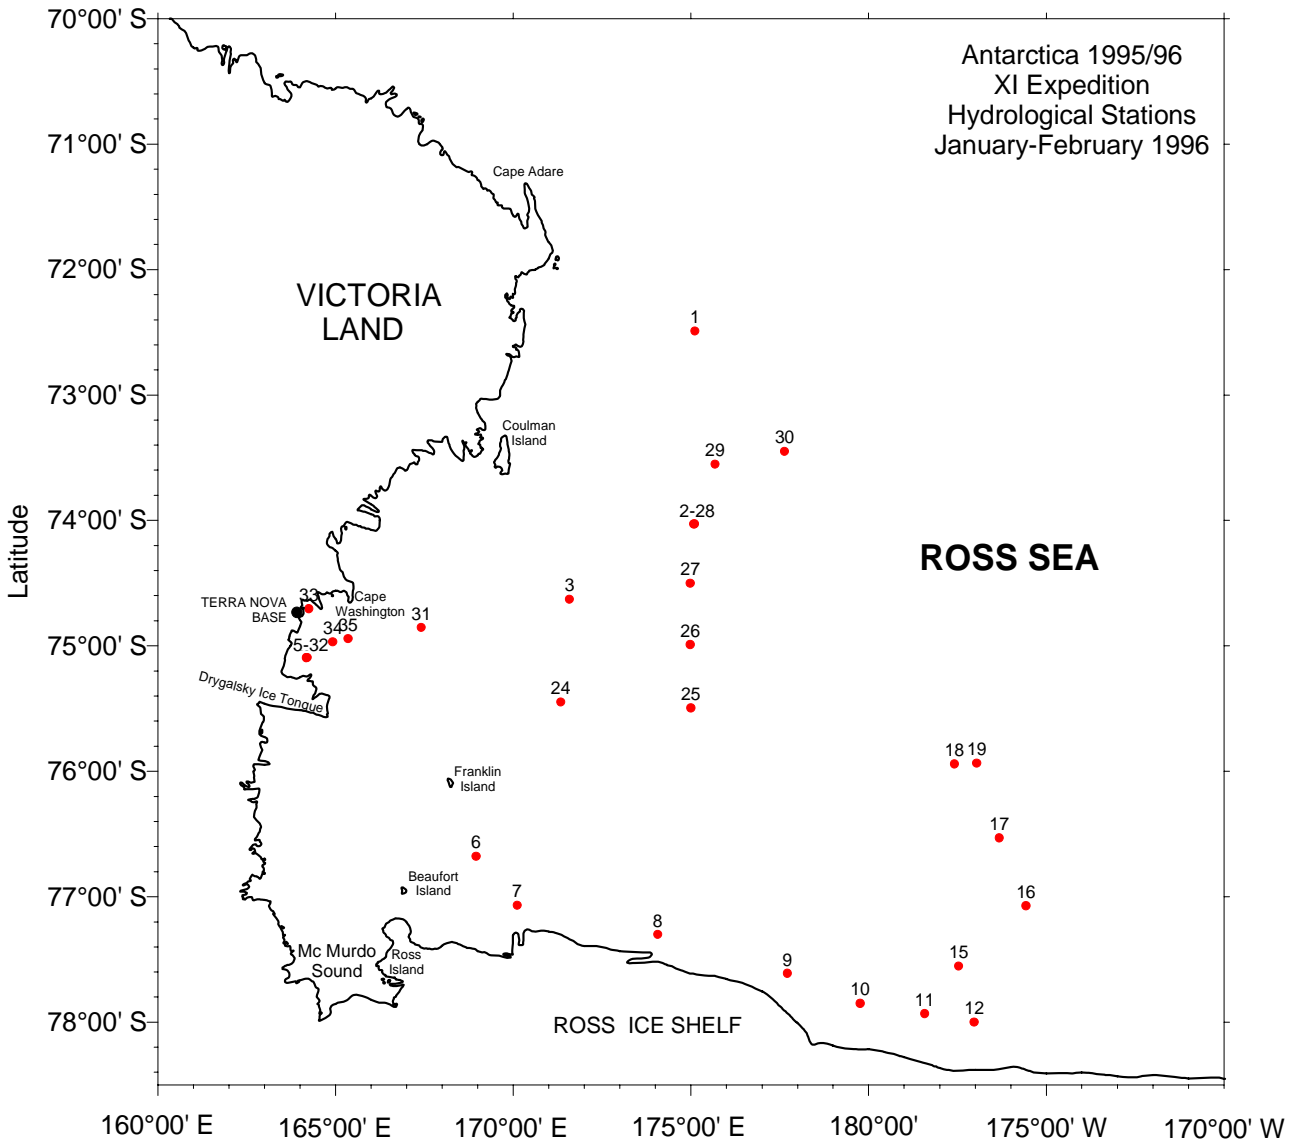 70°00' S
Antarctica 1995/96
XI Expedition
Hydrological Stations
January-February 1996
71°00' S
Cape Adare
72°00' S
VICTORIA
LAND
1
73°00' S
Coulman
Island
30
29
74°00' S
2-28
Latitude
ROSS SEA
27
3
33
TERRA NOVA
BASE
Cape
Washington
31
34
35
26
75°00' S
5-32
Drygalsky Ice Tongue
24
25
18
19
76°00' S
Franklin
Island
17
6
77°00' S
Beaufort
Island
7
16
8
Mc Murdo
Sound
Ross
Island
9
15
10
11
12
78°00' S
ROSS ICE SHELF
160°00' E
165°00' E
170°00' E
175°00' E
180°00'
175°00' W
170°00' W